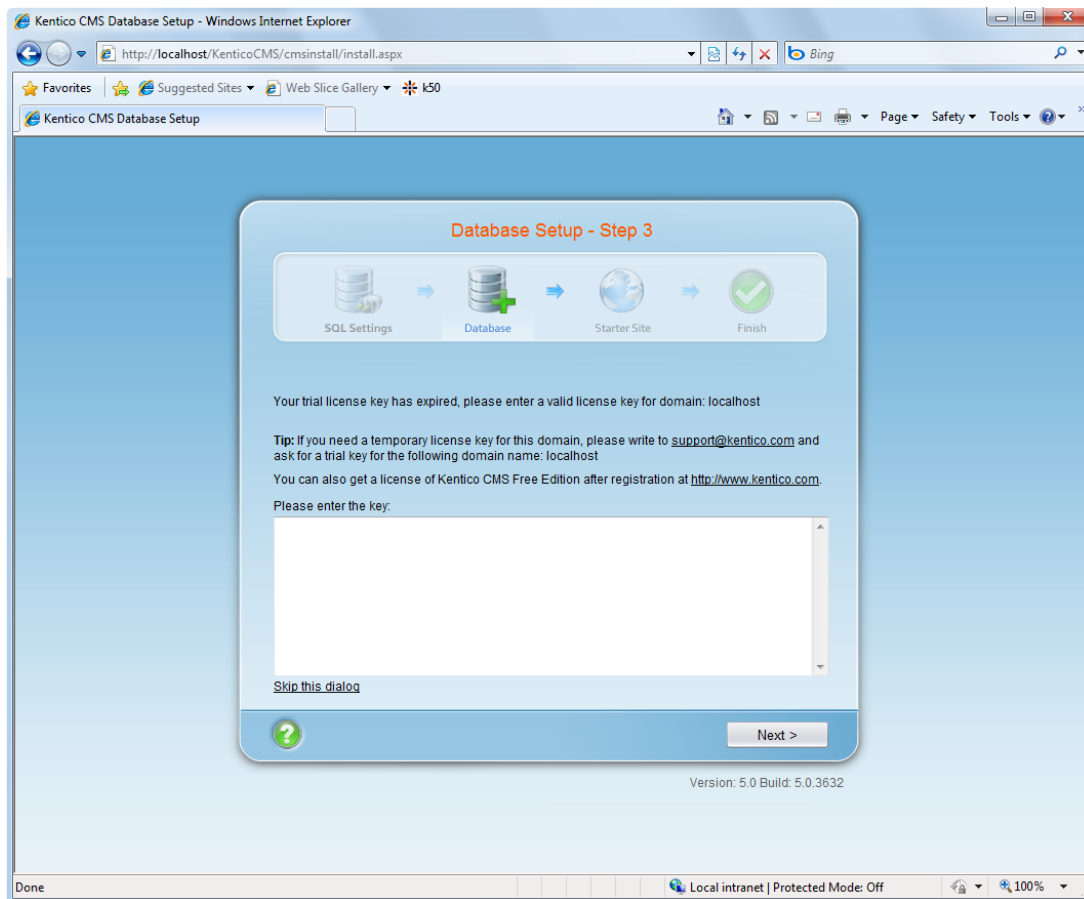 Kentico CMS Database Setup - Windows Internet Explorer
http://localhost/KenticoCMS/cmsinstall/install.aspx
Bing
Favorites
Suggested Sites
Web Slice Gallery
k50
Kentico CMS Database Setup
Page
Safety
Tools
Database Setup - Step 3
SQL Settings
Database
Starter Site
Finish
Your trial license key has expired, please enter a valid license key for domain: localhost
Tip: If you need a temporary license key for this domain, please write to support@kentico.com and
ask for a trial key for the following domain name: localhost
You can also get a license of Kentico CMS Free Edition after registration at http://www.kentico.com.
Please enter the key:
Skip this dialog
Next >
Version: 5.0 Build: 5.0.3632
Done
Local intranet | Protected Mode: Off
100%